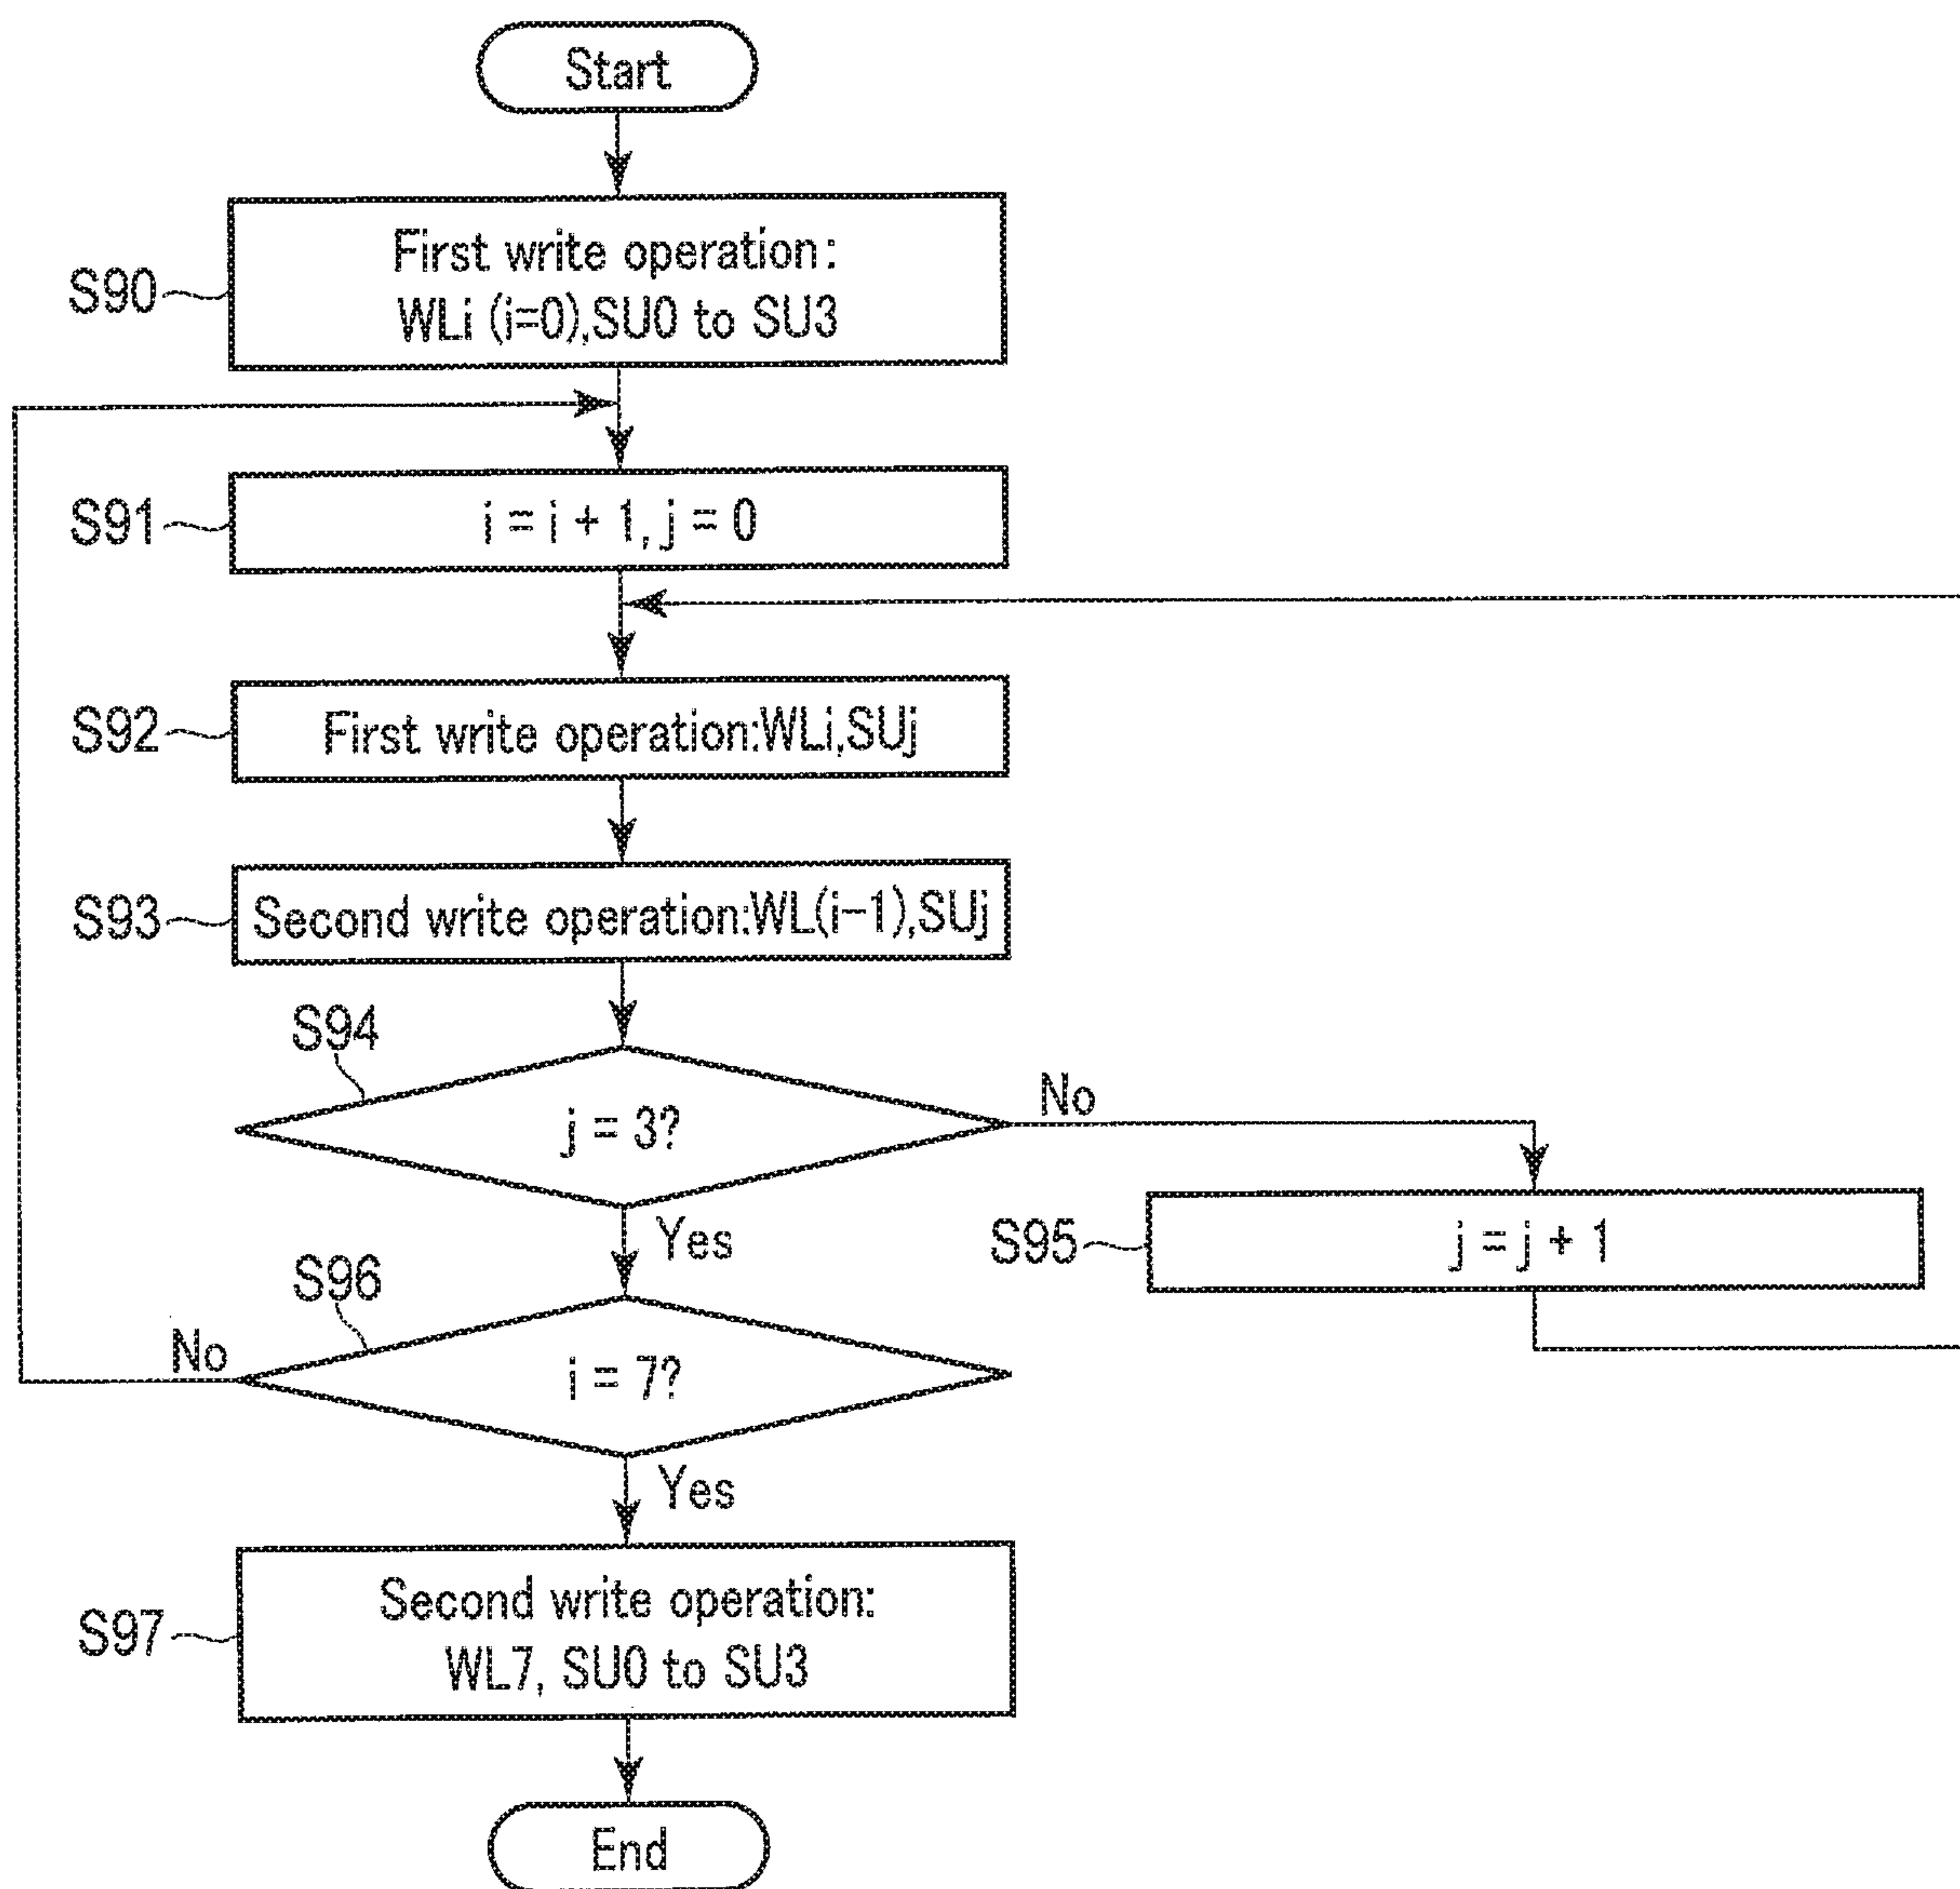 Start
S90
First write operation:
WLi (i=0),SU0 to SU3
S91
i = i + 1, j = 0
S92
First write operation:WLi,SUj
S93
Second write operation:WL(i-1),SUj
S94
j = 3?
No
Yes
S95
j = j + 1
S96
No
i = 7?
Yes
S97
Second write operation:
WL7, SU0 to SU3
End